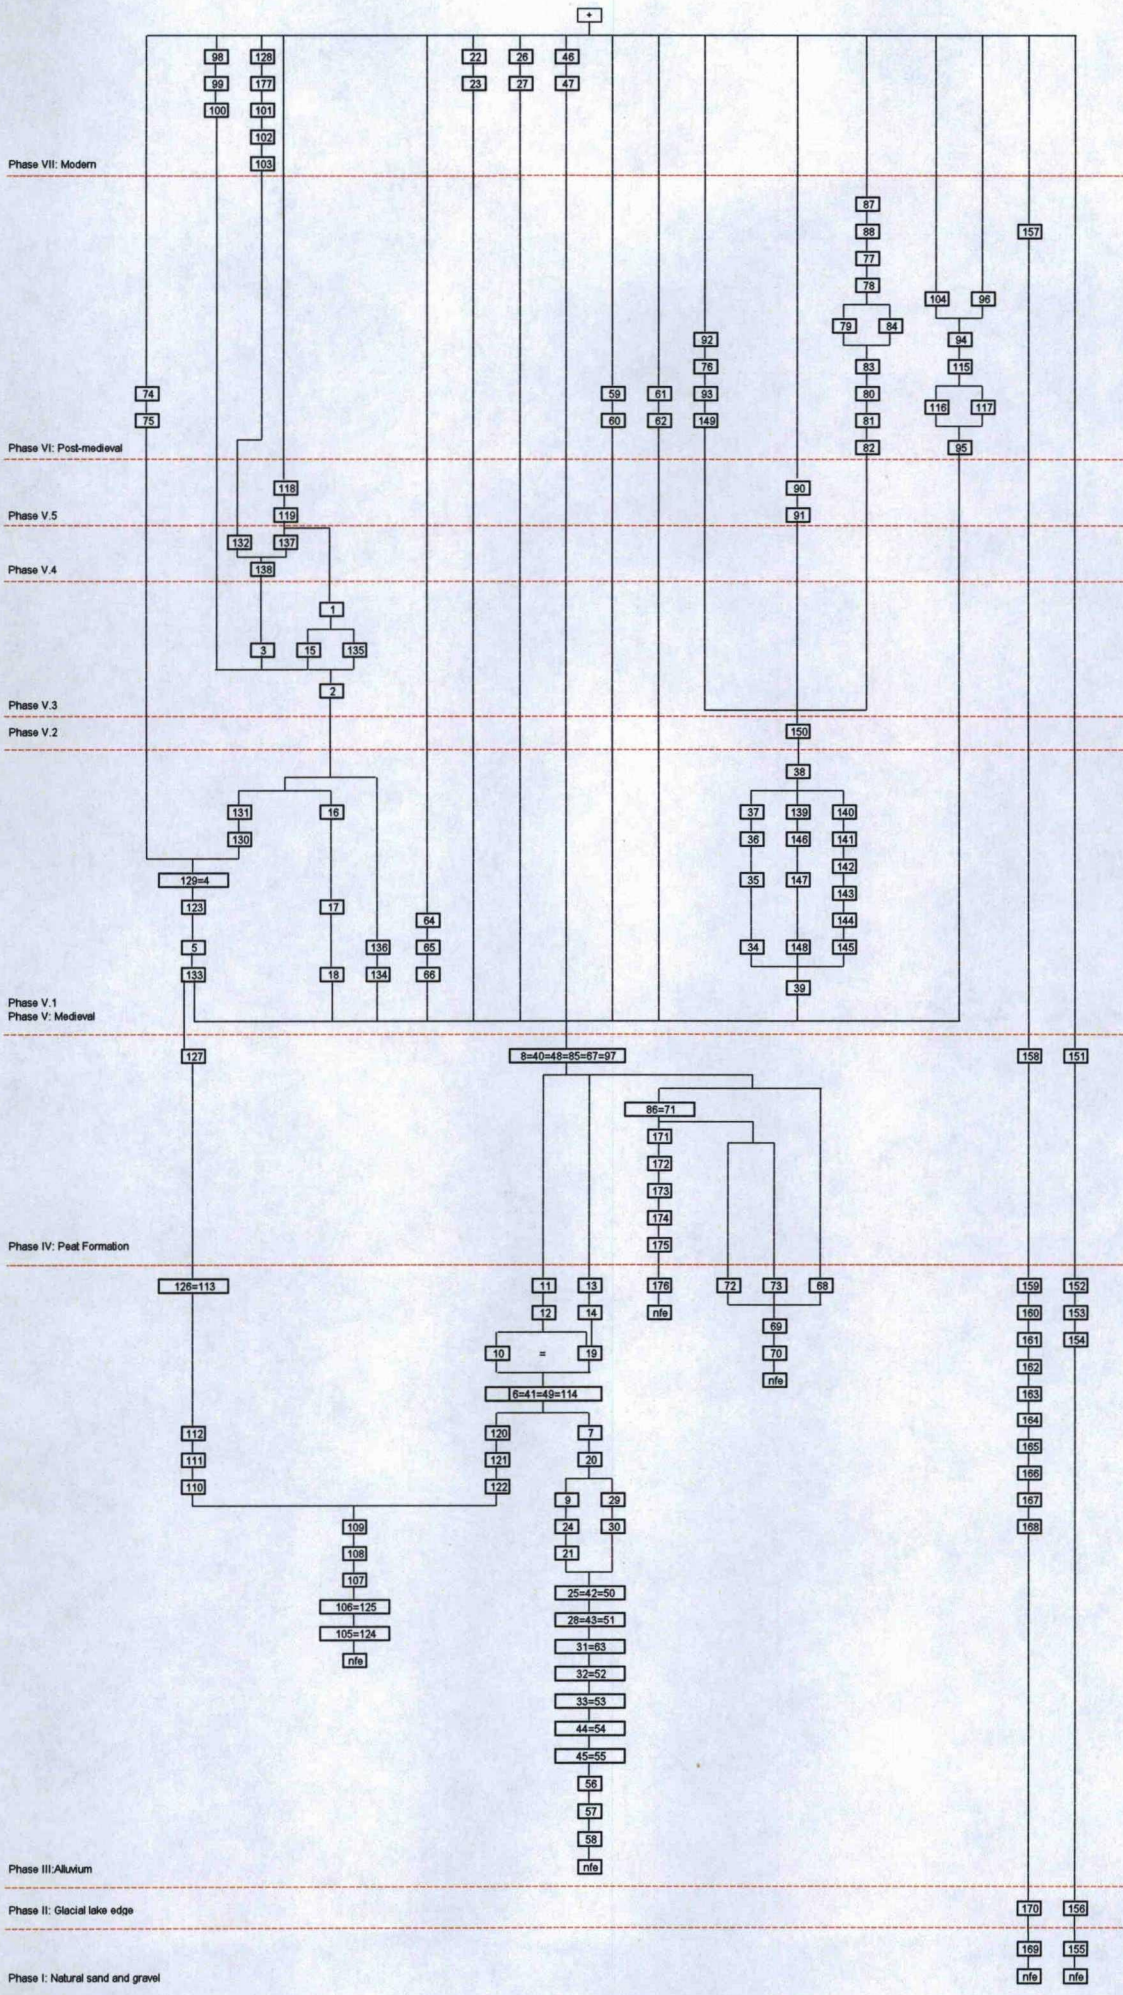 +
98 128 22 26 46
99 177 23 27 47
100 101
102
103
Phase VII: Modern
87
88 157
77
78
104 96
79 84
92 94
76 83 115
74 59 61 93 80
116 117
75 60 62 149 81
82 95
Phase VI: Post-medieval
118 90
119 91
Phase V.5
132 137
138
Phase V.4
1
3 15 135
2
Phase V.3
150
Phase V.2
38
131 16 37 139 140
130 36 146 141
142
129=4 35 147
143
123 17
64 144
5 136 65 34 148 145
133 18 134 66
39
Phase V.1
Phase V: Medieval
127 8=40=48=85=67=97 158 151
86=71
171
172
173
174
175
Phase IV: Peat Formation
126=113 11 13 176 72 73 68 159 152
12 14 nfe 160 153
69
161 154
10 = 19 70
162
nfe
6=41=49=114 163
164
112 120 7
165
111 121 20
166
110 122
9 29 167
109 24 30 168
108 21
107
25=42=50
106=125
28=43=51
105=124
31=63
nfe
32=52
33=53
44=54
45=55
56
57
58
nfe
Phase III:Alluvium
170 156
Phase II: Glacial lake edge
169 155
nfe nfe
Phase I: Natural sand and gravel